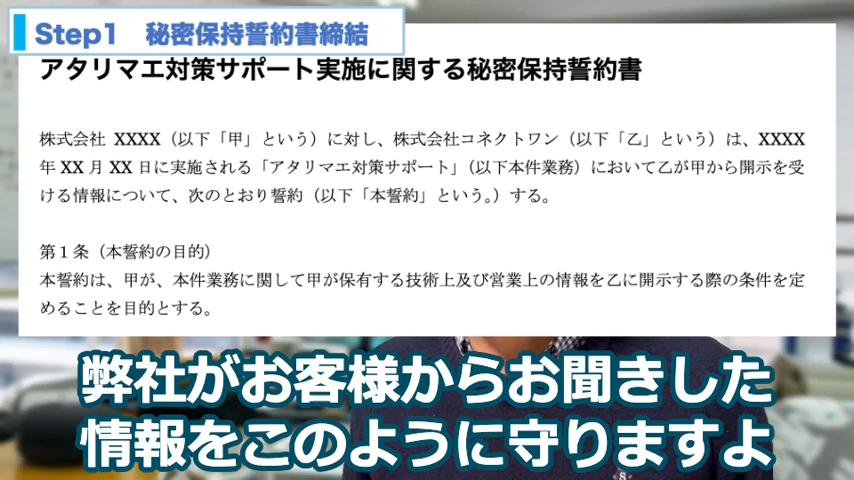 Step1 秘密保持誓約書締結
アタリマエ対策サポート実施に関する秘密保持誓約書
株式会社 XXXX（以下「甲」という）に対し、株式会社コネクトワン（以下「乙」という）は、XXXX
年 XX 月 XX 日に実施される「アタリマエ対策サポート」（以下本件業務）において乙が甲から開示を受
ける情報について、次のとおり誓約（以下「本誓約」という。）する。
第１条（本誓約の目的）
本誓約は、甲が、本件業務に関して甲が保有する技術上及び営業上の情報を乙に開示する際の条件を定
めることを目的とする。
弊社がお客様からお聞きした
情報をこのように守りますよ